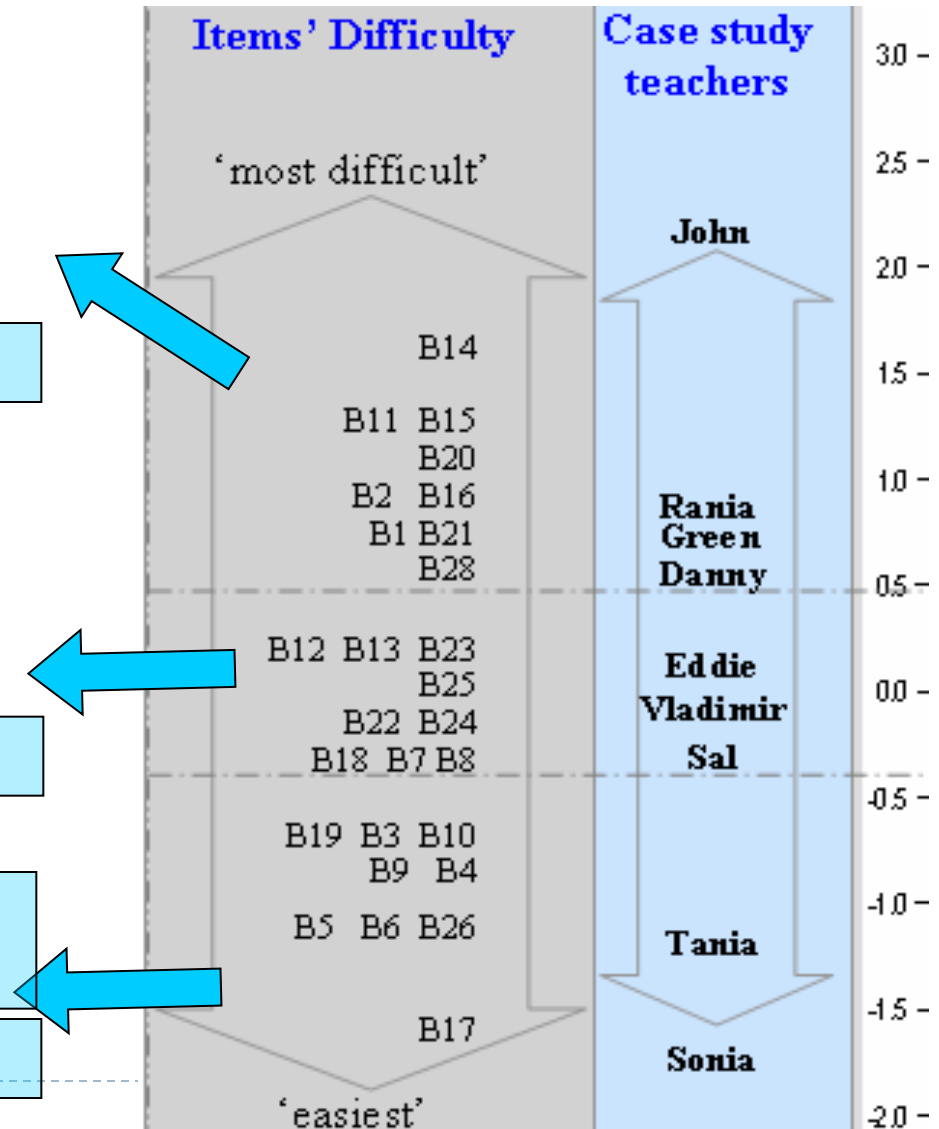 Items' Difficulty
'most difficult'
B14
B11 B15
B20
B2 B16
B1 B21
B28
B12 B13 B23
B25
B22 B24
B18 B7 B8
B19 B3 B10
B9 B4
B5 B6 B26
B17
'easiest'
Case study
teachers
John
Rania
Green
Danny
Eddie
Vladimir
Sal
Tania
Sonia
3.0
2.5
2.0
1.5
1.0
0.5
0.0
-0.5
-1.0
-1.5
-2.0